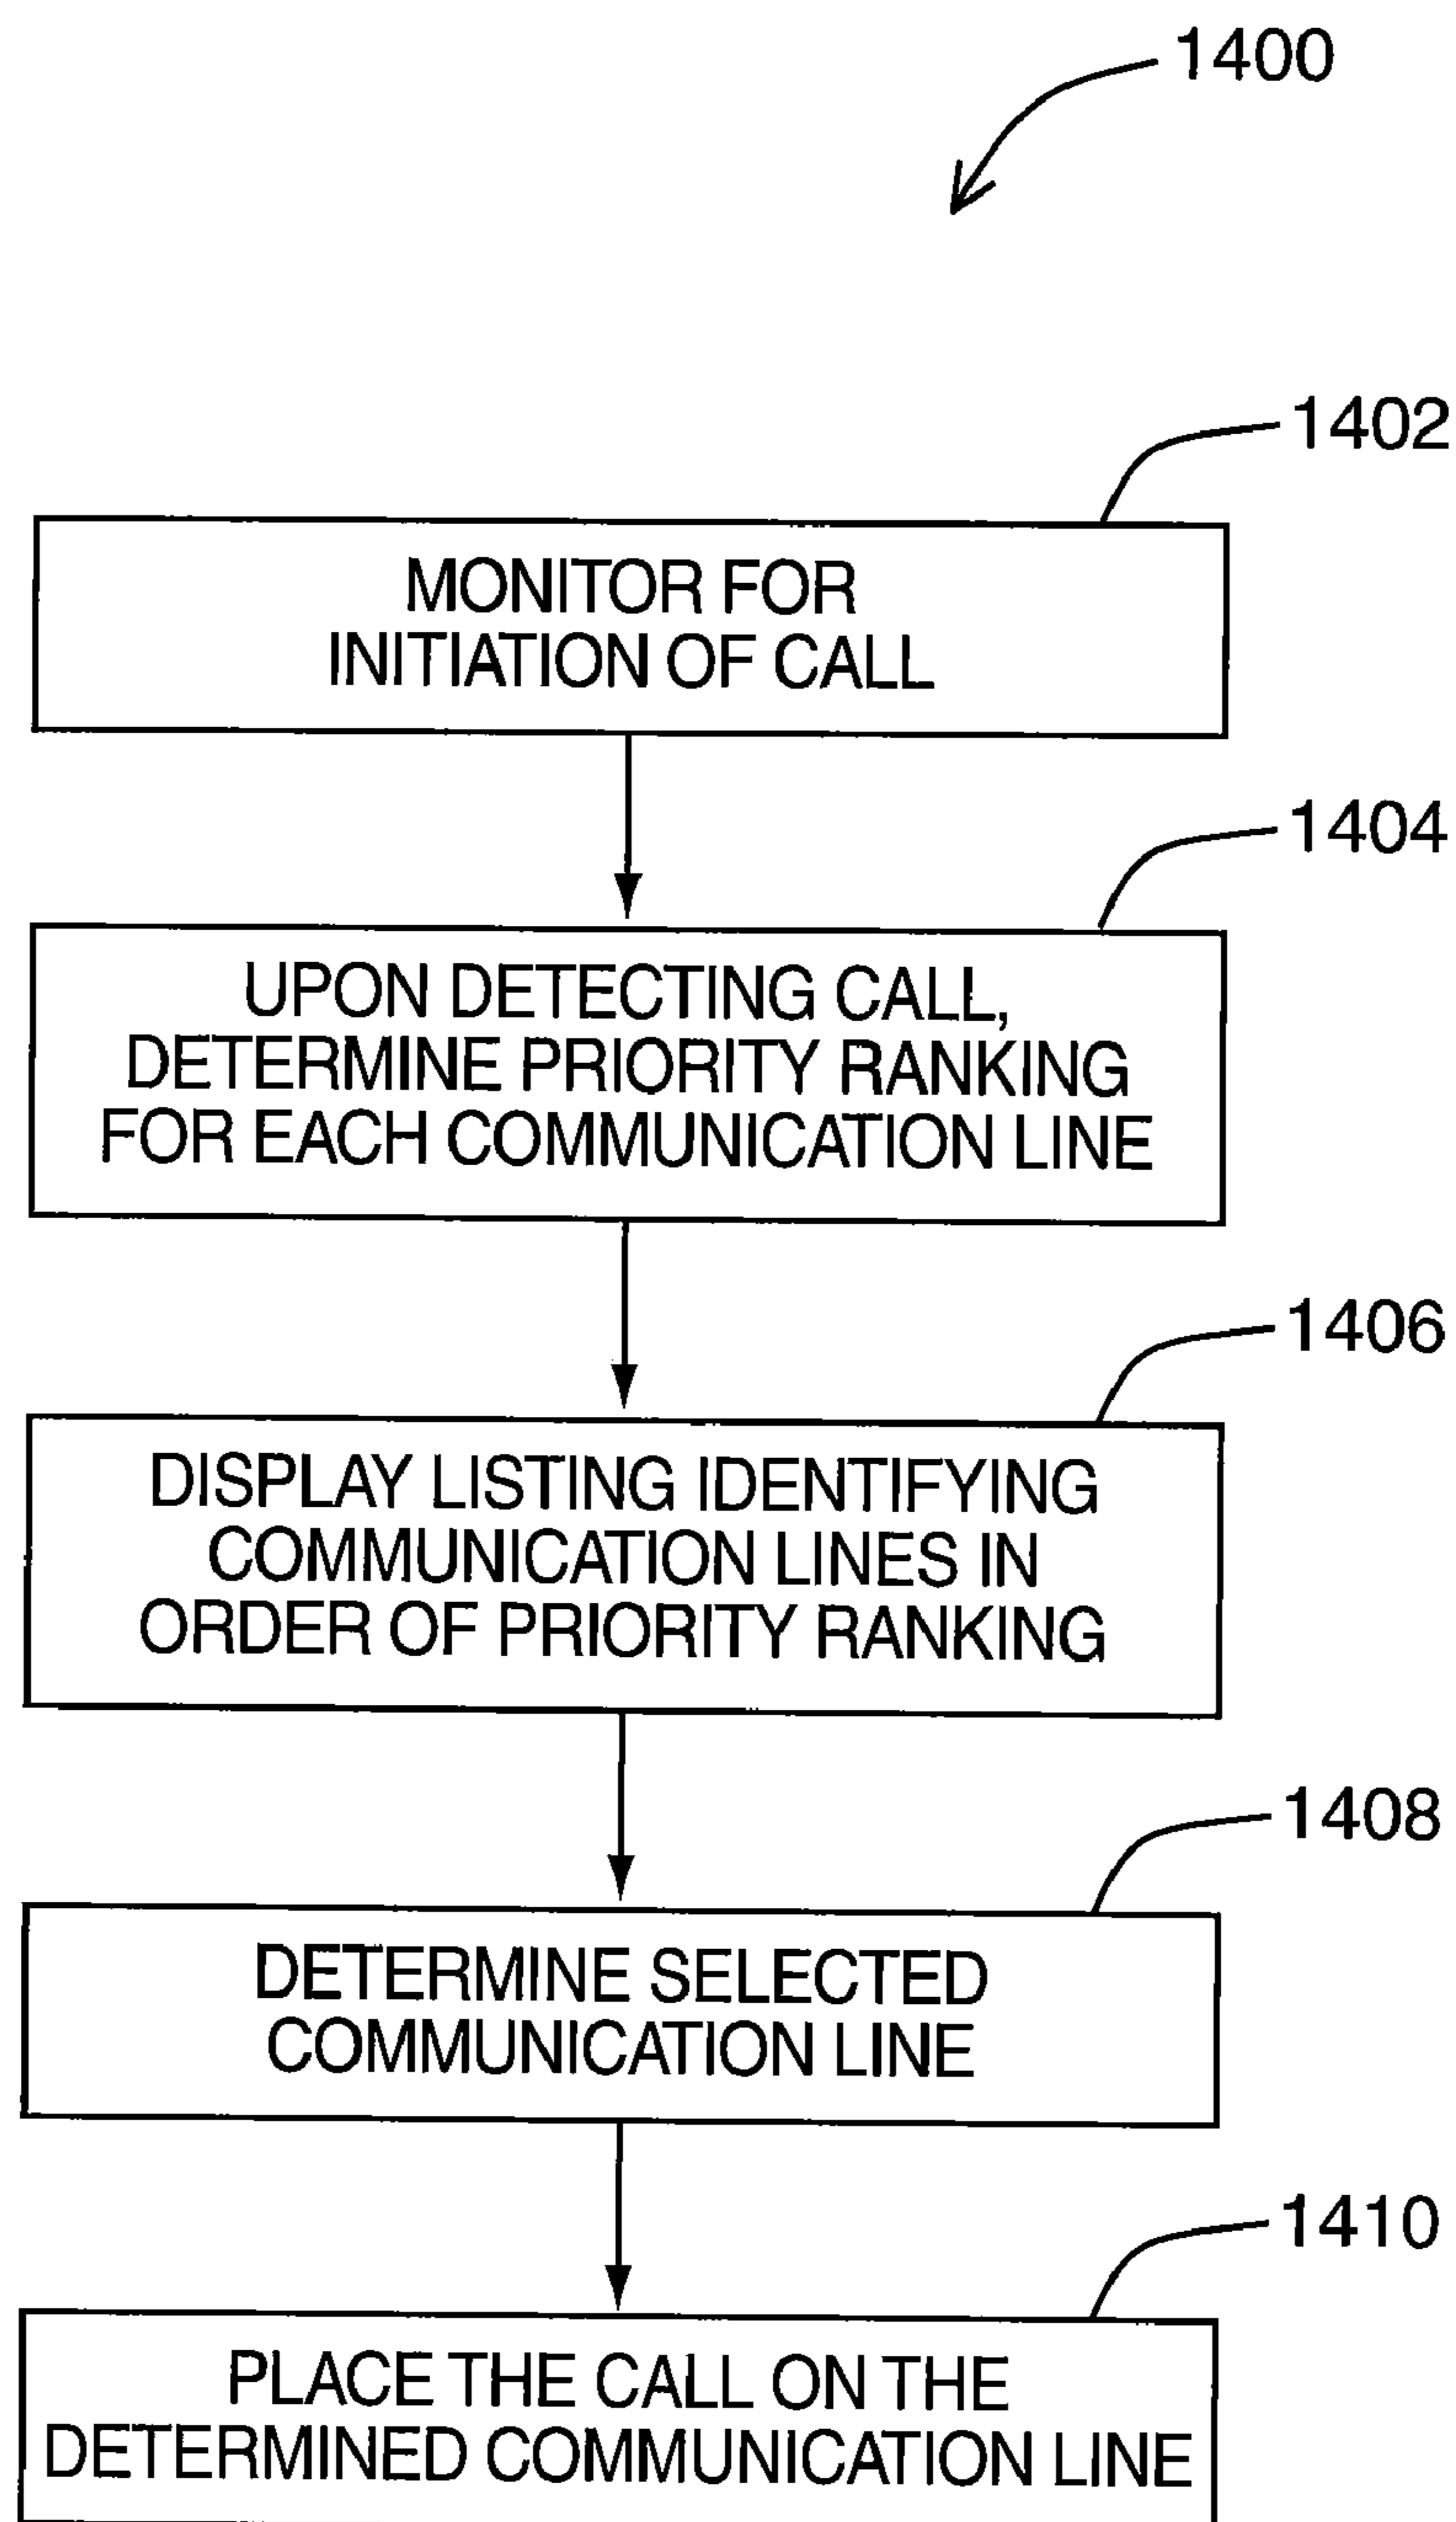 1400
1402
MONITOR FOR
INITIATION OF CALL
1404
UPON DETECTING CALL,
DETERMINE PRIORITY RANKING
FOR EACH COMMUNICATION LINE
1406
DISPLAY LISTING IDENTIFYING
COMMUNICATION LINES IN
ORDER OF PRIORITY RANKING
1408
DETERMINE SELECTED
COMMUNICATION LINE
1410
PLACE THE CALL ON THE
DETERMINED COMMUNICATION LINE